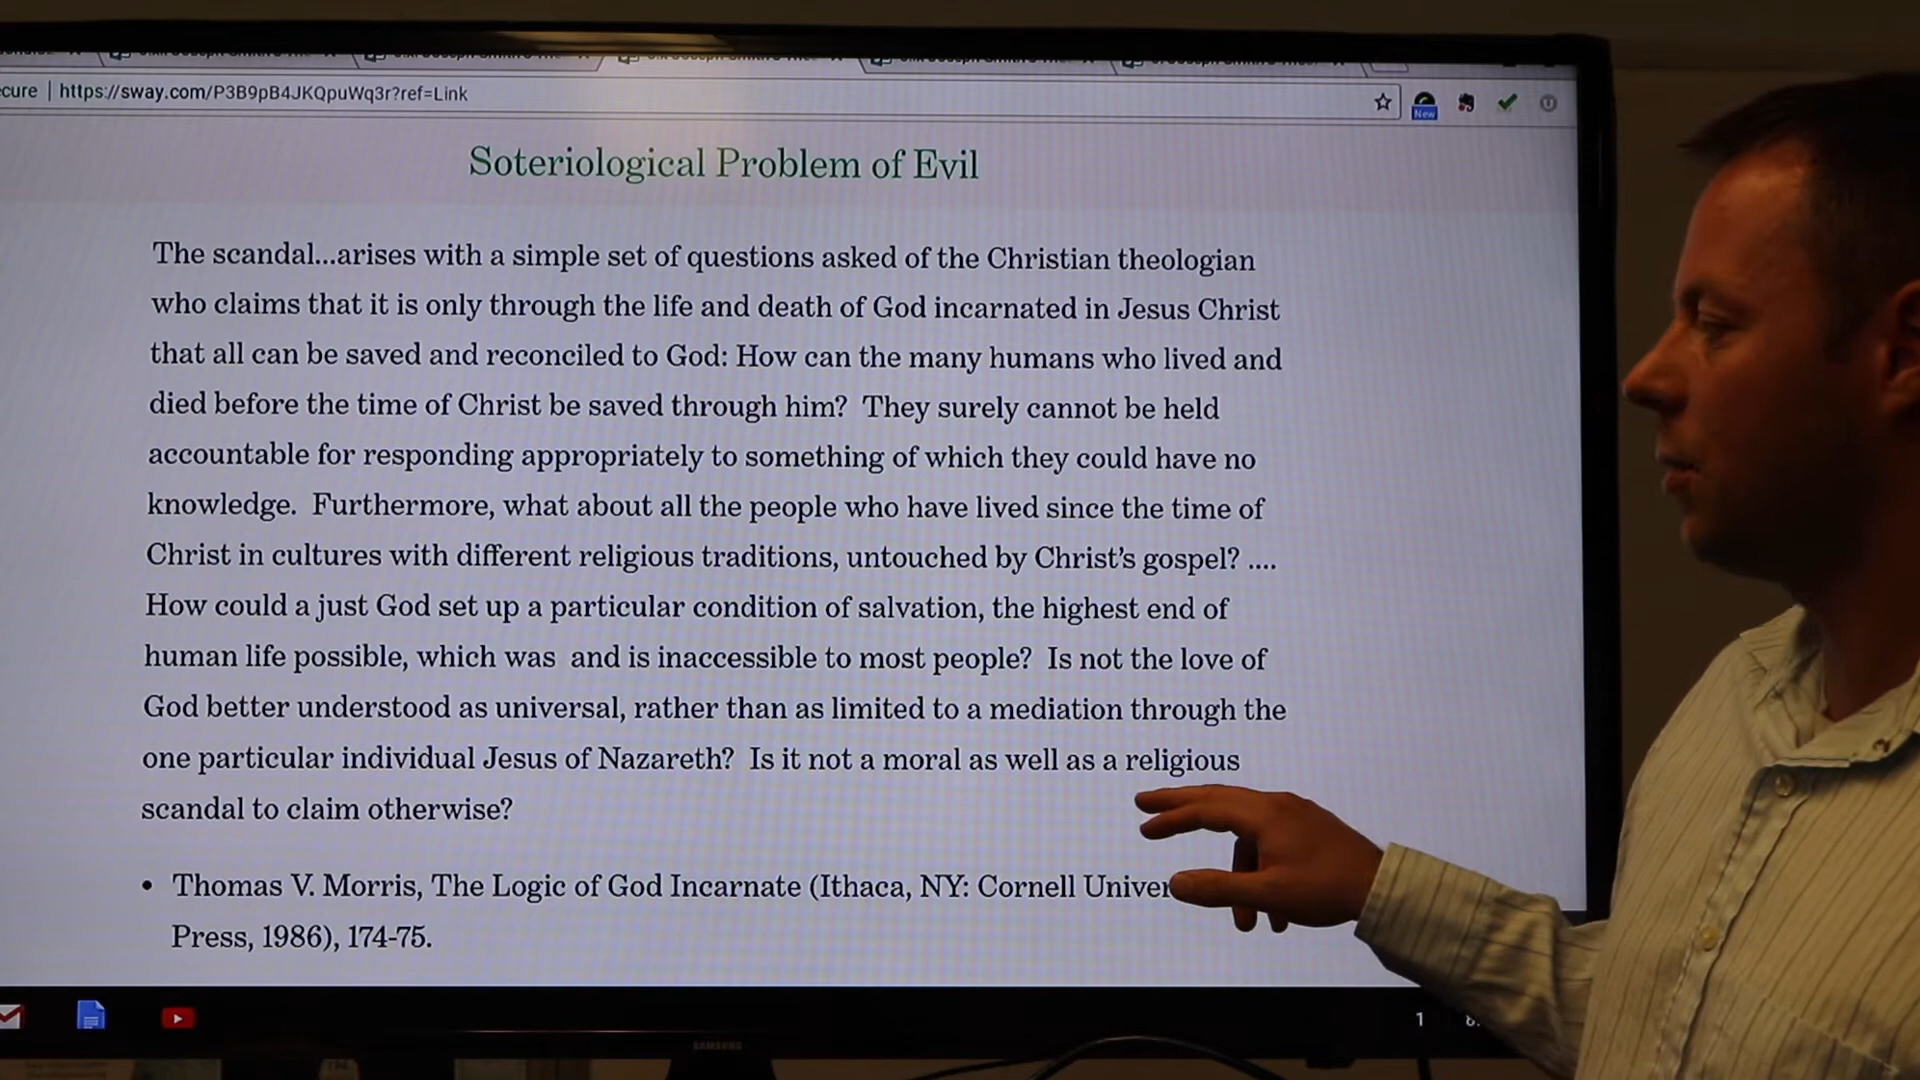 cure | https://sway.com/P3B9pB4JKQpuWq3r?ref=Link
New
Soteriological Problem of Evil
The scandal...arises with a simple set of questions asked of the Christian theologian
who claims that it is only through the life and death of God incarnated in Jesus Christ
that all can be saved and reconciled to God: How can the many humans who lived and
died before the time of Christ be saved through him? They surely cannot be held
accountable for responding appropriately to something of which they could have no
knowledge. Furthermore, what about all the people who have lived since the time of
Christ in cultures with different religious traditions, untouched by Christ's gospel? ....
How could a just God set up a particular condition of salvation, the highest end of
human life possible, which was and is inaccessible to most people? Is not the love of
God better understood as universal, rather than as limited to a mediation through the
one particular individual Jesus of Nazareth? Is it not a moral as well as a religious
scandal to claim otherwise?
• Thomas V. Morris, The Logic of God Incarnate (Ithaca, NY: Cornell Univer
Press, 1986), 174-75.
1
SAMSUNG